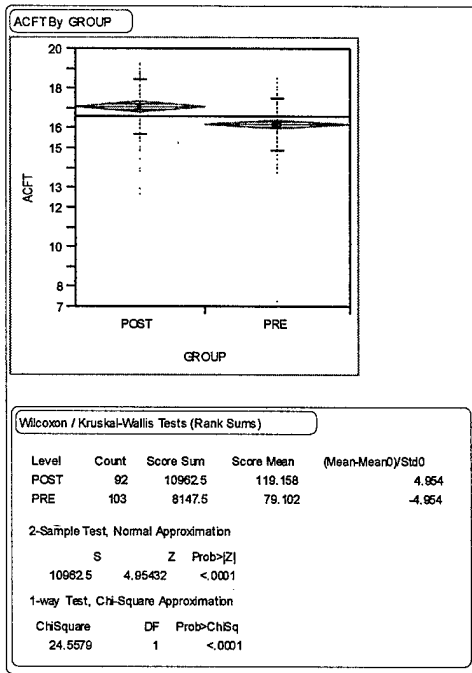 ACFT By GROUP
20
18
17
16
15
13
12
10
8
7
ACFT
POST PRE
GROUP
Wilcoxon / Kruskal-Wallis Tests (Rank Sums)
Level Count Score Sum Score Mean (Mean-Mean0)/Std0
POST 92 10962.5 119.158 4.954
PRE 103 8147.5 79.102 -4.954
2-Sample Test, Normal Approximation
S Z Prob>|Z|
10962.5 4.95432 <.0001
1-way Test, Chi-Square Approximation
ChiSquare DF Prob>ChiSq
24.5579 1 <.0001